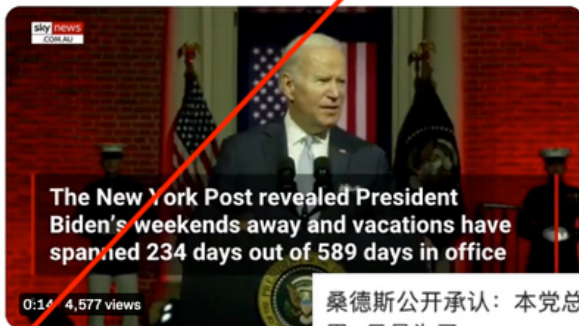 sky news
.COM.AU
The New York Post revealed President
Biden's weekends away and vacations have
spanned 234 days out of 589 days in office
0:14 4,577 views
桑德斯公开承认：本党总